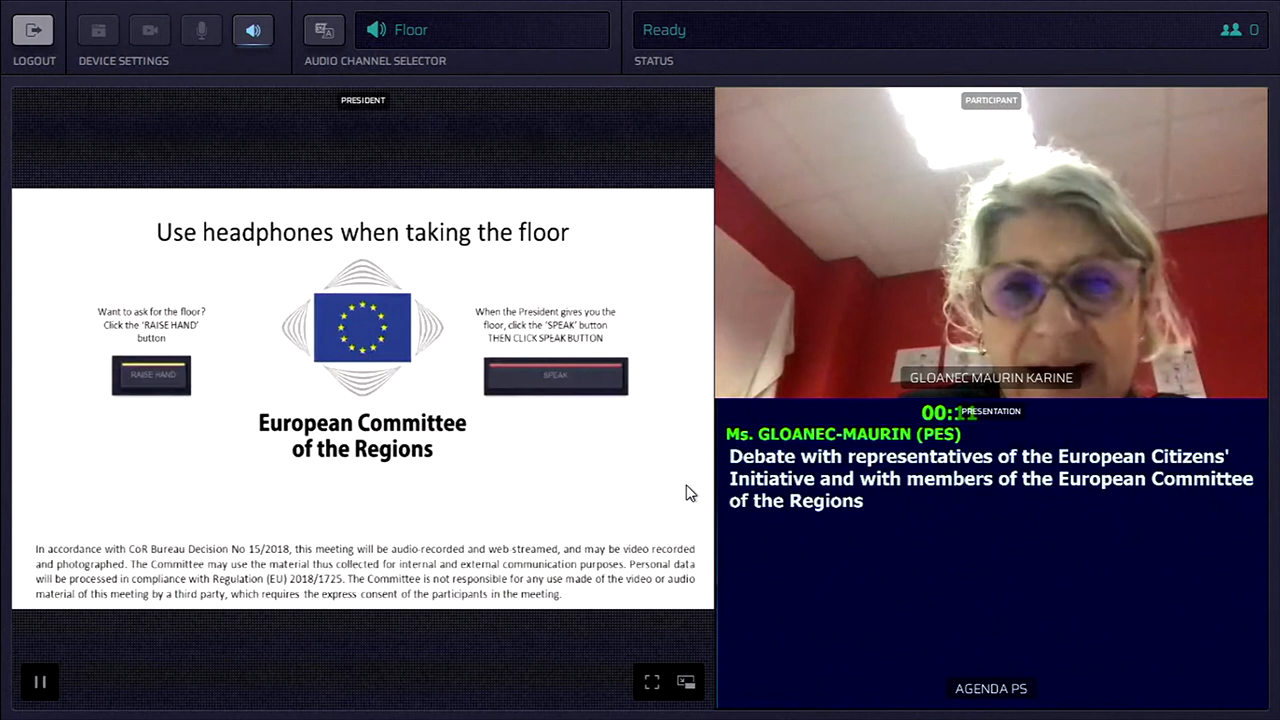 Floor
Ready
0
LOGOUT
DEVICE SETTINGS
AUDIO CHANNEL SELECTOR
STATUS
PRESIDENT
Use headphones when taking the floor
Want to ask for the floor?
Click the 'RAISE HAND'
button
RAISE HAND
When the President gives you the
floor, click the 'SPEAK' button
THEN CLICK SPEAK BUTTON
SPEAK
European Committee
of the Regions
In accordance with CoR Bureau Decision No 15/2018, this meeting will be audio-recorded and web-streamed, and may be video recorded
and photographed. The Committee may use the material thus collected for internal and external communication purposes. Personal data
will be processed in compliance with Regulation (EU) 2018/1725. The Committee is not responsible for any use made of the video or audio
material of this meeting by a third party, which requires the express consent of the participants in the meeting.
PARTICIPANT
GLOANEC MAURIN KARINE
00:11
PRESENTATION
Ms. GLOANEC-MAURIN (PES)
Debate with representatives of the European Citizens'
Initiative and with members of the European Committee
of the Regions
AGENDA PS